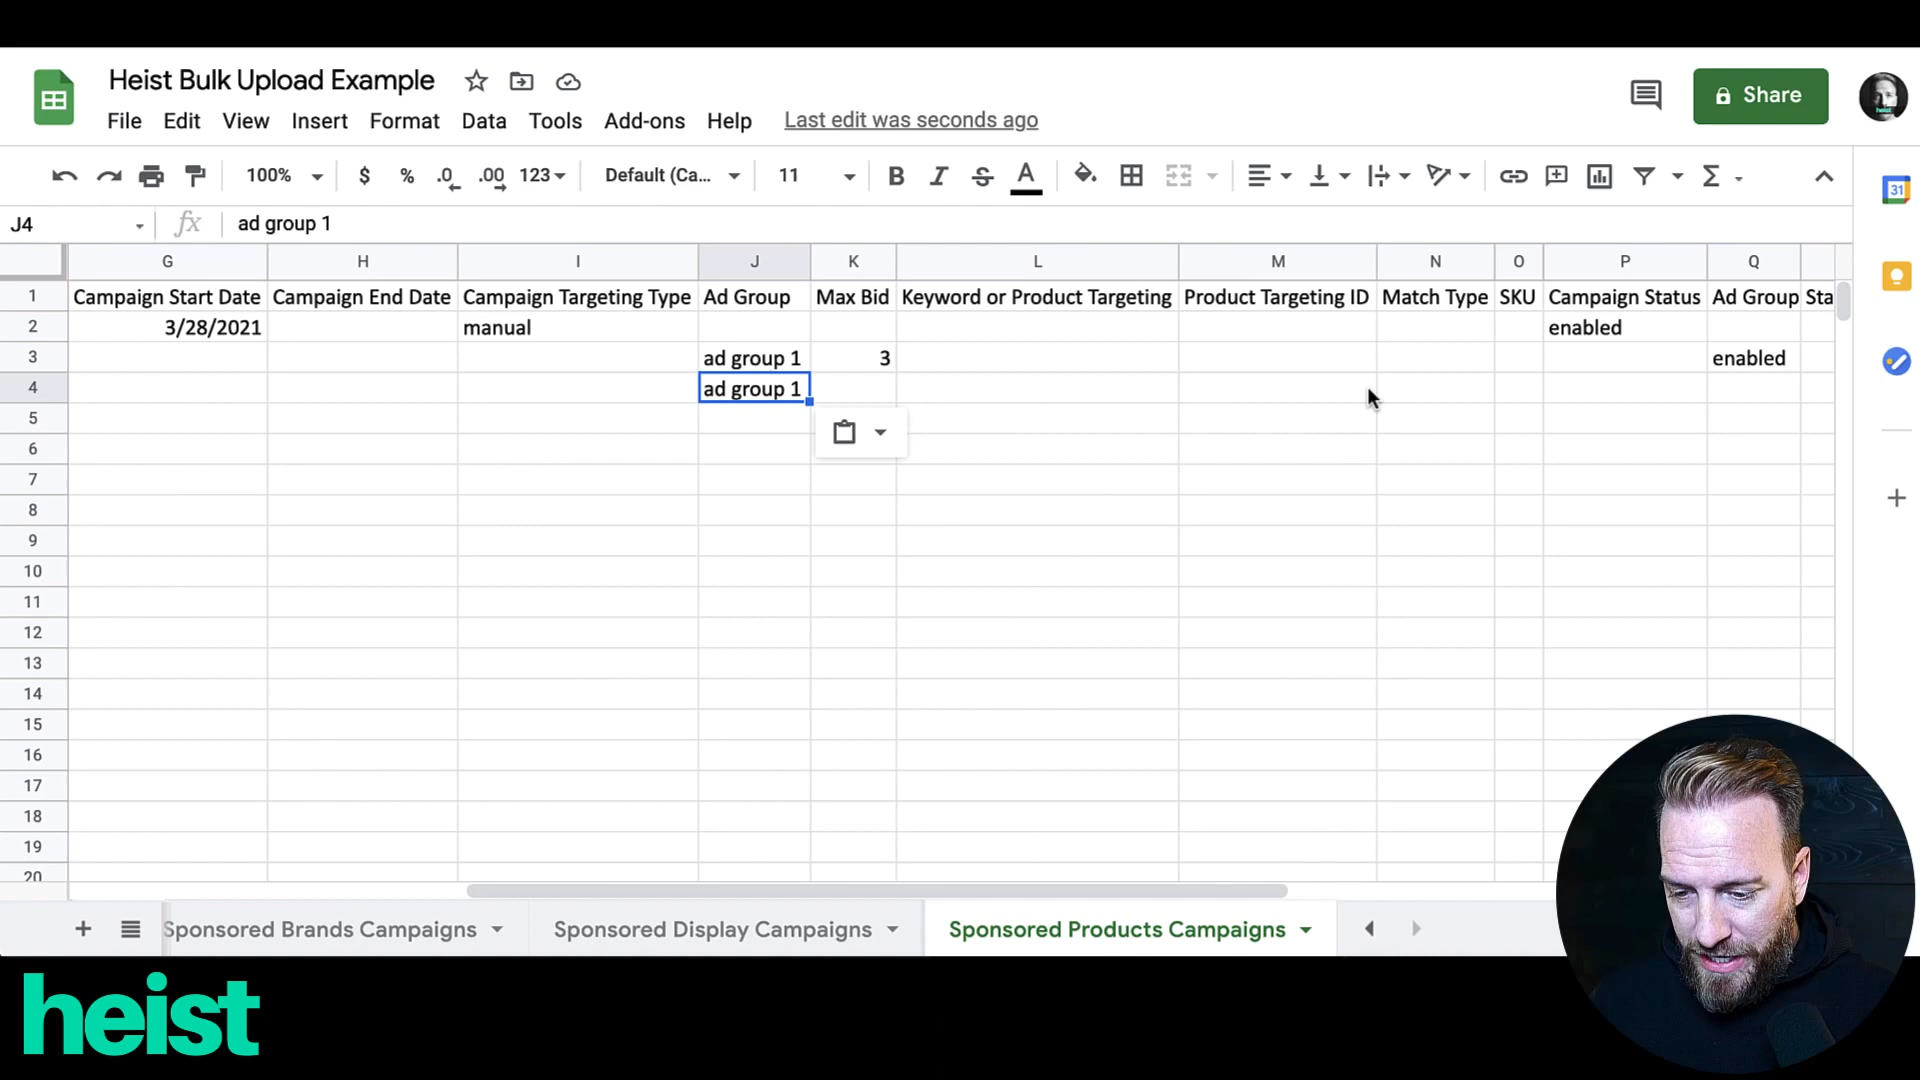 Heist Bulk Upload Example
File Edit View Insert Format Data Tools Add-ons Help Last edit was seconds ago
Share
100% $ % .0 .00 123 Default (Ca... 11 B I S A
31
J4 fx ad group 1
G H I J K L M N O P Q
1 Campaign Start Date Campaign End Date Campaign Targeting Type Ad Group Max Bid Keyword or Product Targeting Product Targeting ID Match Type SKU Campaign Status Ad Group Sta
2 3/28/2021 manual enabled
3 ad group 1 3 enabled
4 ad group 1
5
6
7
8
9
10
11
12
13
14
15
16
17
18
19
20
Sponsored Brands Campaigns Sponsored Display Campaigns Sponsored Products Campaigns
heist